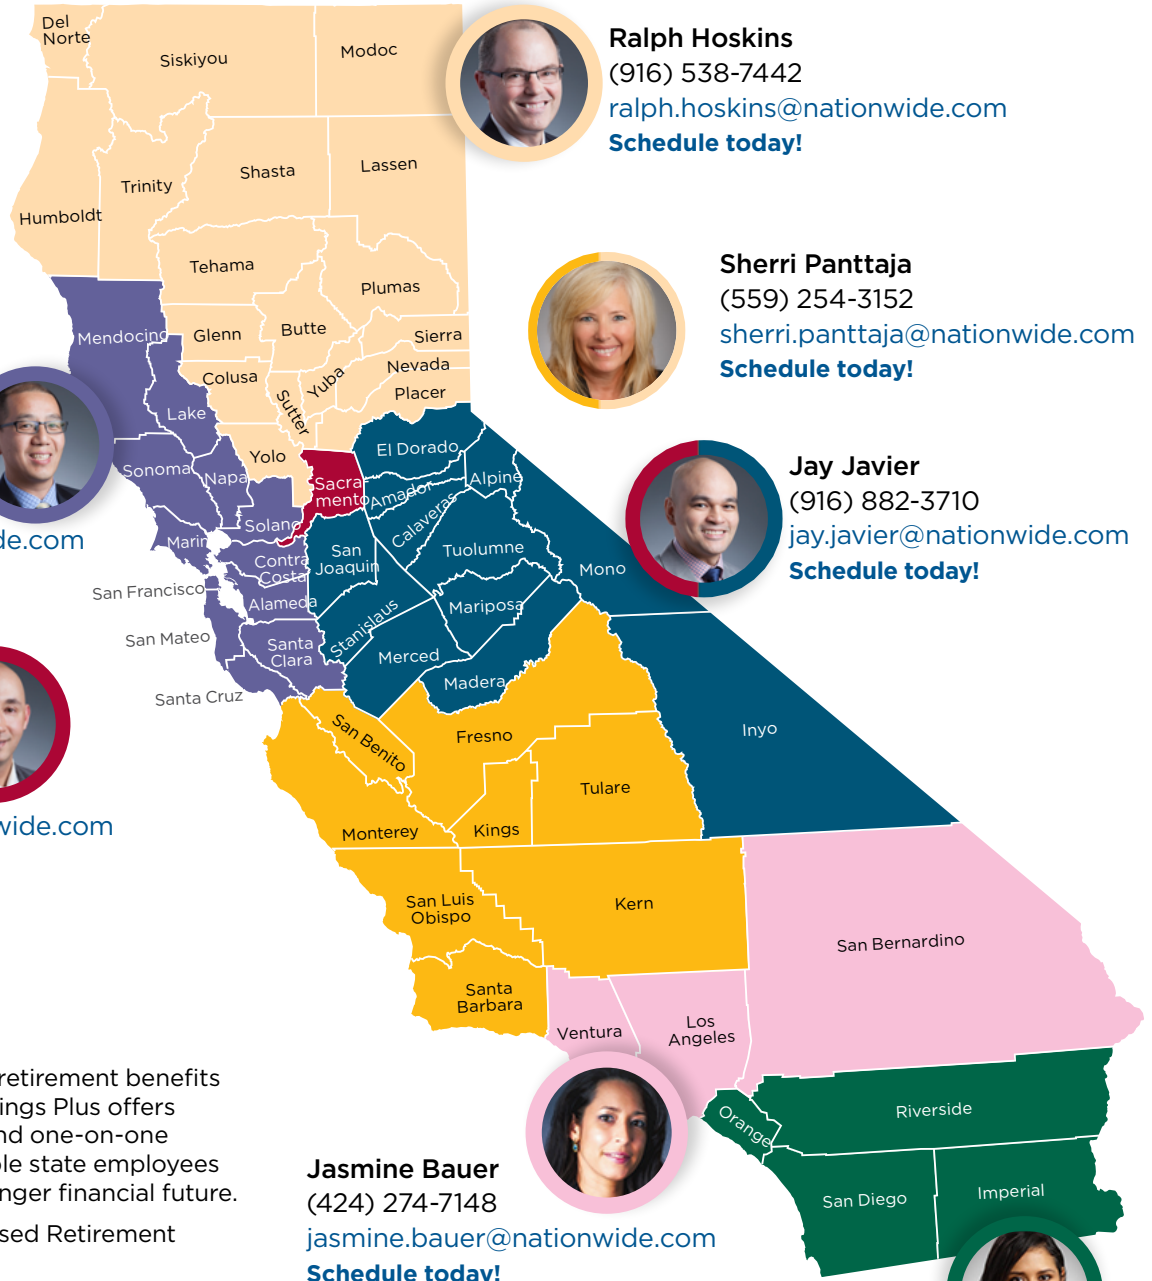 Del
Norte
Siskiyou
Modoc
Ralph Hoskins
(916) 538-7442
ralph.hoskins@nationwide.com
Schedule today!
Humboldt
Trinity
Shasta
Lassen
Tehama
Plumas
Sherri Panttaja
(559) 254-3152
sherri.panttaja@nationwide.com
Schedule today!
Mendocino
Glenn
Butte
Sierra
Colusa
Sutter
Yuba
Nevada
Placer
Lake
Sonoma
Napa
Yolo
Sacra-
mento
El Dorado
Amador
Alpine
Jay Javier
(916) 882-3710
jay.javier@nationwide.com
Schedule today!
de.com
Marin
Solano
Calaveras
Contra
Costa
San
Joaquin
Tuolumne
Mono
San Francisco
Alameda
Stanislaus
Mariposa
San Mateo
Santa
Clara
Merced
Madera
Santa Cruz
San Benito
Fresno
Inyo
Tulare
wide.com
Monterey
Kings
San Luis
Obispo
Kern
San Bernardino
Santa
Barbara
Ventura
Los
Angeles
retirement benefits
ings Plus offers
nd one-on-one
ble state employees
nger financial future.
sed Retirement
Jasmine Bauer
(424) 274-7148
jasmine.bauer@nationwide.com
Schedule today!
Orange
Riverside
San Diego
Imperial